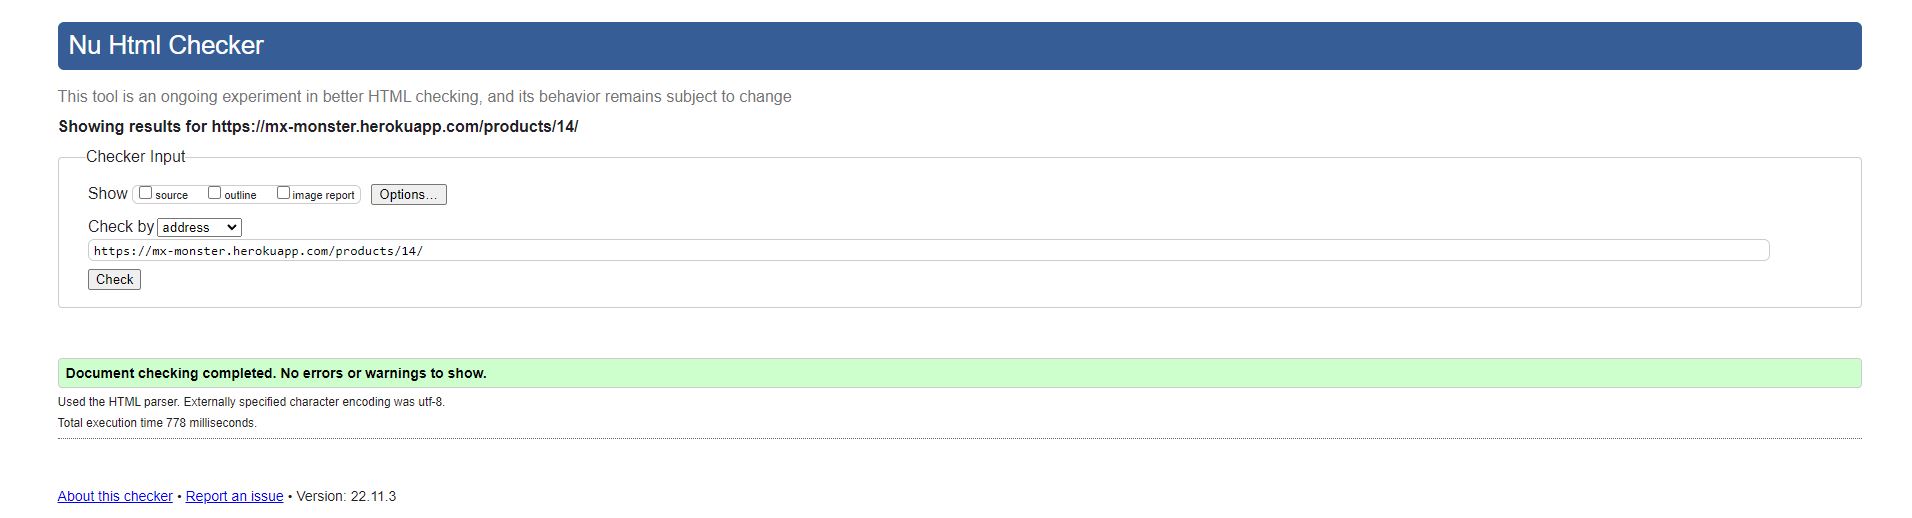 Nu Html Checker
This tool is an ongoing experiment in better HTML checking, and its behavior remains subject to change
Showing results for https://mx-monster.herokuapp.com/products/14/
Checker Input
Show source outline image report Options...
Check by address
https://mx-monster.herokuapp.com/products/14/
Check
Document checking completed. No errors or warnings to show.
Used the HTML parser. Externally specified character encoding was utf-8.
Total execution time 778 milliseconds.
About this checker • Report an issue • Version: 22.11.3